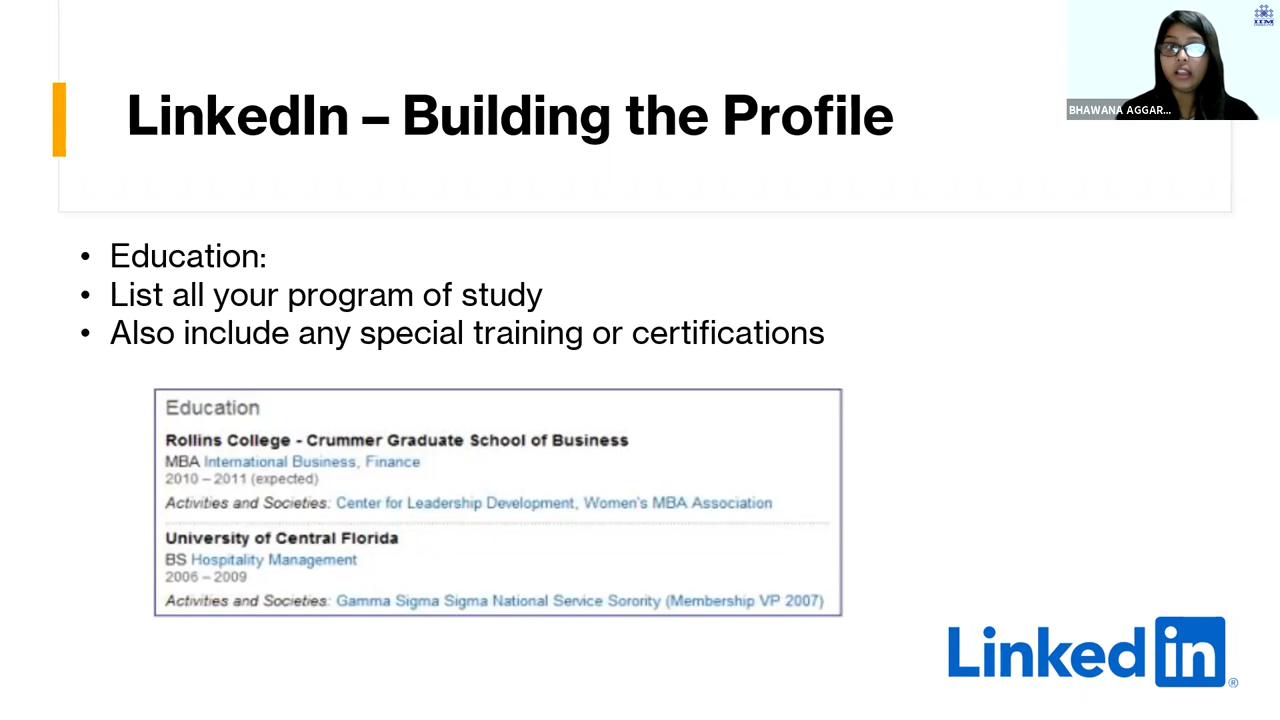 IIM
BHAWANA AGGAR...
LinkedIn – Building the Profile
• Education:
• List all your program of study
• Also include any special training or certifications
Education
Rollins College - Crummer Graduate School of Business
MBA International Business, Finance
2010 – 2011 (expected)
Activities and Societies: Center for Leadership Development, Women's MBA Association
University of Central Florida
BS Hospitality Management
2006 – 2009
Activities and Societies: Gamma Sigma Sigma National Service Sorority (Membership VP 2007)
Linked in ®